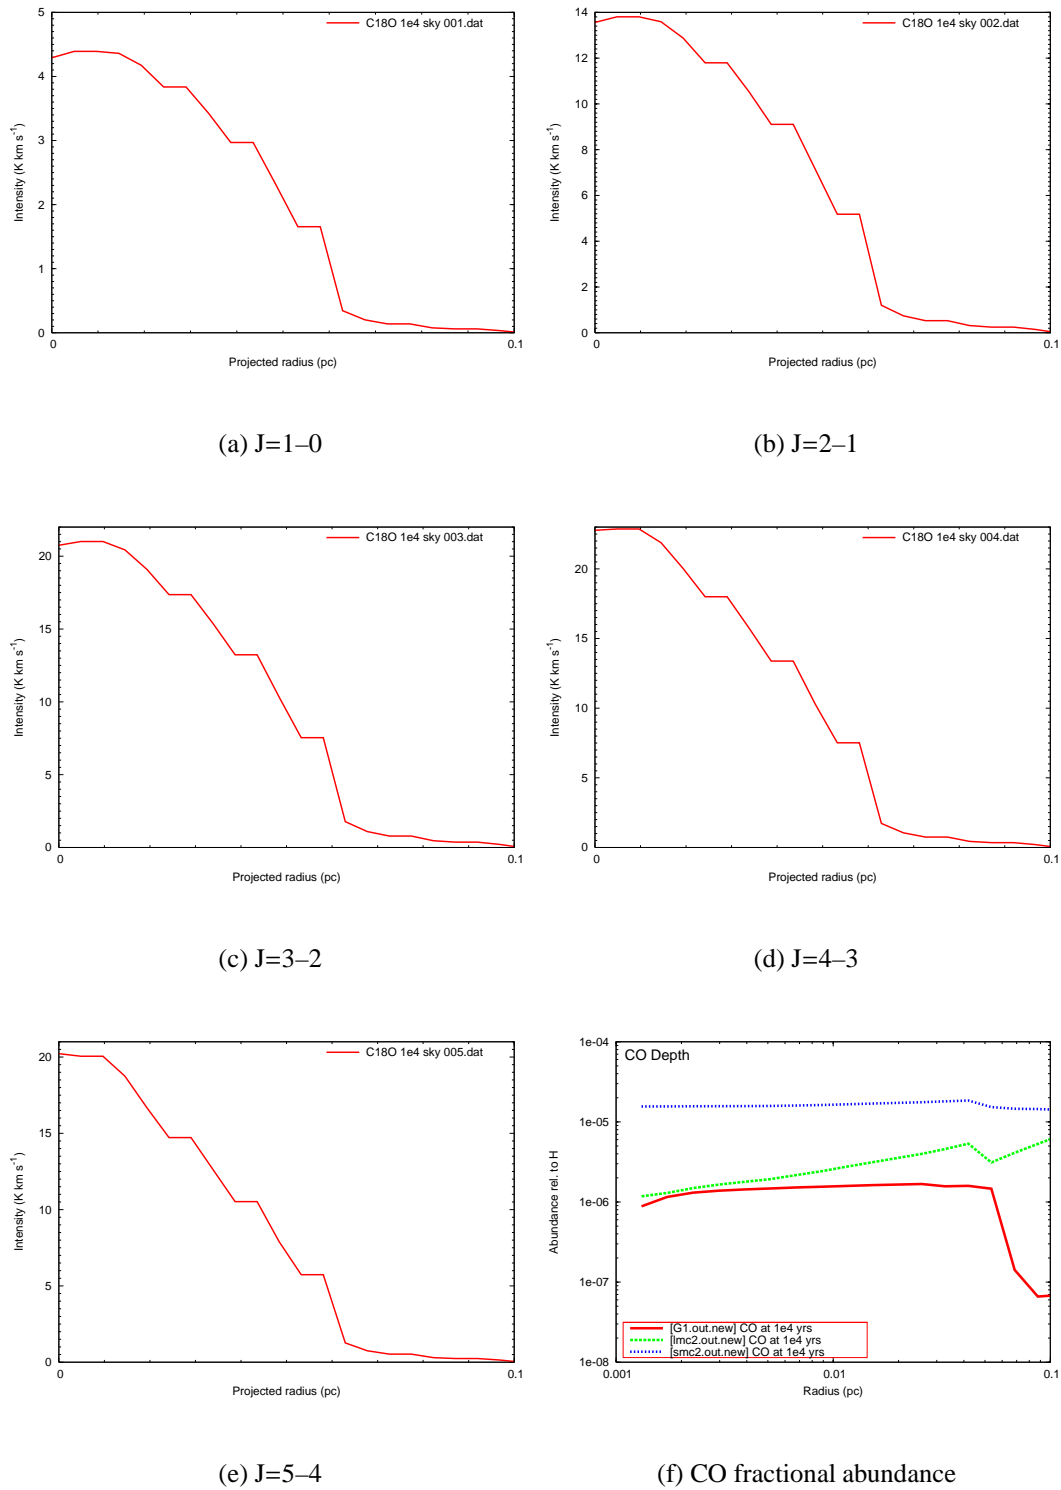 C18O 1e4 sky 001.dat
5
4
3
2
1
0
0
0.1
Intensity (K km s-1)
Projected radius (pc)
(a) J=1–0
C18O 1e4 sky 002.dat
14
12
10
8
6
4
2
0
0
0.1
Intensity (K km s-1)
Projected radius (pc)
(b) J=2–1
C18O 1e4 sky 003.dat
20
15
10
5
0
0
0.1
Intensity (K km s-1)
Projected radius (pc)
(c) J=3–2
C18O 1e4 sky 004.dat
20
15
10
5
0
0
0.1
Intensity (K km s-1)
Projected radius (pc)
(d) J=4–3
C18O 1e4 sky 005.dat
20
15
10
5
0
0
0.1
Intensity (K km s-1)
Projected radius (pc)
(e) J=5–4
CO Depth
1e-04
1e-05
1e-06
1e-07
1e-08
0.001
0.01
0.1
Abundance rel. to H
Radius (pc)
[G1.out.new] CO at 1e4 yrs
[lmc2.out.new] CO at 1e4 yrs
[smc2.out.new] CO at 1e4 yrs
(f) CO fractional abundance